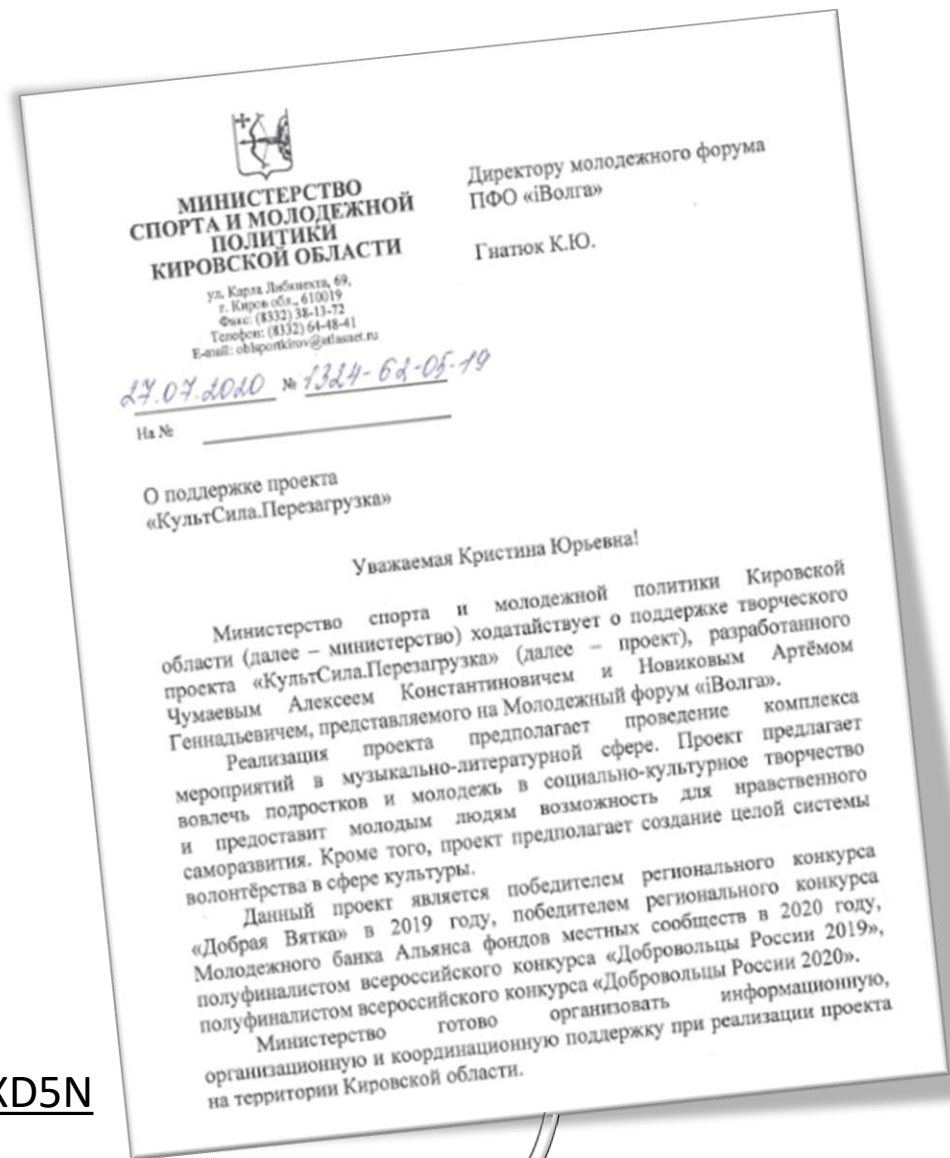 МИНИСТЕРСТВО
СПОРТА И МОЛОДЕЖНОЙ
ПОЛИТИКИ
КИРОВСКОЙ ОБЛАСТИ
ул. Карла Либкнехта, 69,
г. Киров обл., 610019
Факс: (8332) 38-13-72
Телефон: (8332) 64-48-41
E-mail: oblsportkirov@atlasnet.ru
27.07.2020 № 1324-62-05-19
На №
Директору молодежного форума
ПФО «iВолга»
Гнатюк К.Ю.
О поддержке проекта
«КультСила.Перезагрузка»
Уважаемая Кристина Юрьевна!
Министерство спорта и молодежной политики Кировской
области (далее – министерство) ходатайствует о поддержке творческого
проекта «КультСила.Перезагрузка» (далее – проект), разработанного
Чумаевым Алексеем Константиновичем и Новиковым Артёмом
Геннадьевичем, представляемого на Молодежный форум «iВолга».
Реализация проекта предполагает проведение комплекса
мероприятий в музыкально-литературной сфере. Проект предлагает
вовлечь подростков и молодежь в социально-культурное творчество
и предоставит молодым людям возможность для нравственного
саморазвития. Кроме того, проект предполагает создание целой системы
волонтёрства в сфере культуры.
Данный проект является победителем регионального конкурса
«Добрая Вятка» в 2019 году, победителем регионального конкурса
Молодежного банка Альянса фондов местных сообществ в 2020 году,
полуфиналистом всероссийского конкурса «Добровольцы России 2019»,
полуфиналистом всероссийского конкурса «Добровольцы России 2020».
Министерство готово организовать информационную,
организационную и координационную поддержку при реализации проекта
на территории Кировской области.
XD5N